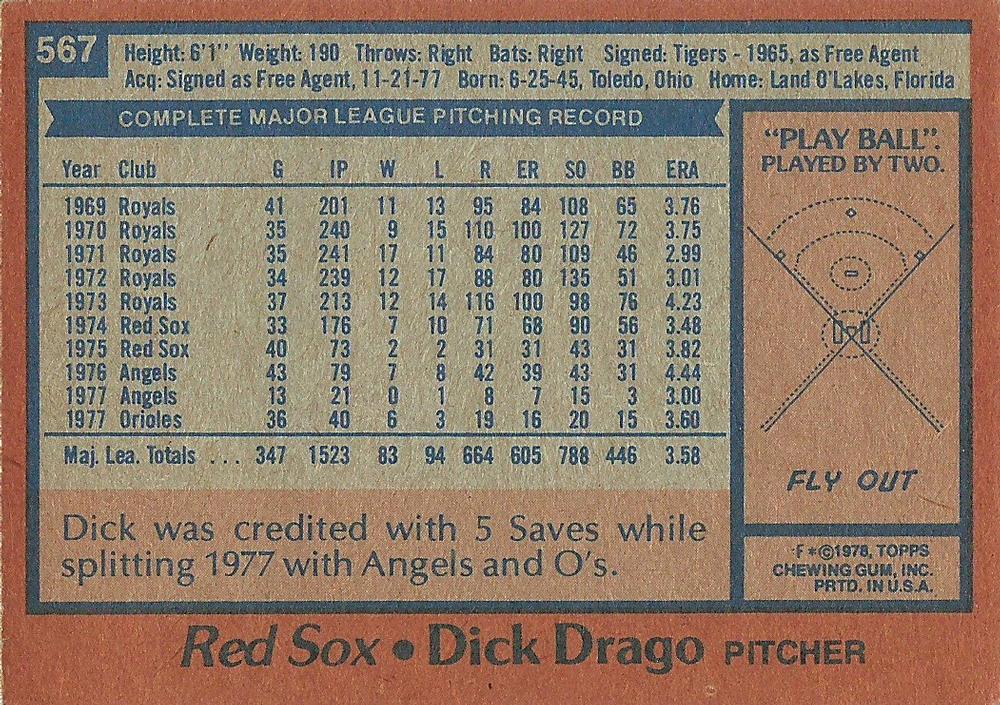 567
Height: 6'1" Weight: 190 Throws: Right Bats: Right Signed: Tigers - 1965, as Free Agent
Acq: Signed as Free Agent, 11-21-77 Born: 6-25-45, Toledo, Ohio Home: Land O'Lakes, Florida
COMPLETE MAJOR LEAGUE PITCHING RECORD
Year Club G IP W L R ER SO BB ERA
1969 Royals 41 201 11 13 95 84 108 65 3.76
1970 Royals 35 240 9 15 110 100 127 72 3.75
1971 Royals 35 241 17 11 84 80 109 46 2.99
1972 Royals 34 239 12 17 88 80 135 51 3.01
1973 Royals 37 213 12 14 116 100 98 76 4.23
1974 Red Sox 33 176 7 10 71 68 90 56 3.48
1975 Red Sox 40 73 2 2 31 31 43 31 3.82
1976 Angels 43 79 7 8 42 39 43 31 4.44
1977 Angels 13 21 0 1 8 7 15 3 3.00
1977 Orioles 36 40 6 3 19 16 20 15 3.60
Maj. Lea. Totals ... 347 1523 83 94 664 605 788 446 3.58
Dick was credited with 5 Saves while
splitting 1977 with Angels and O's.
"PLAY BALL":
PLAYED BY TWO.
FLY OUT
F*©1978, TOPPS
CHEWING GUM, INC.
PRTD. IN U.S.A.
Red Sox • Dick Drago PITCHER